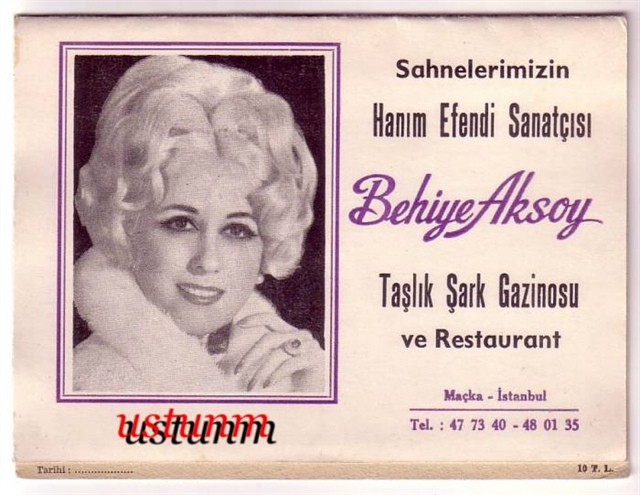 Sahnelerimizin
Hanım Efendi Sanatçısı
Behiye Aksoy
Taşlık Şark Gazinosu
ve Restaurant
Maçka - İstanbul
Tel. : 47 73 40 - 48 01 35
ustunm
Tarihi : ..................
10 T. L.